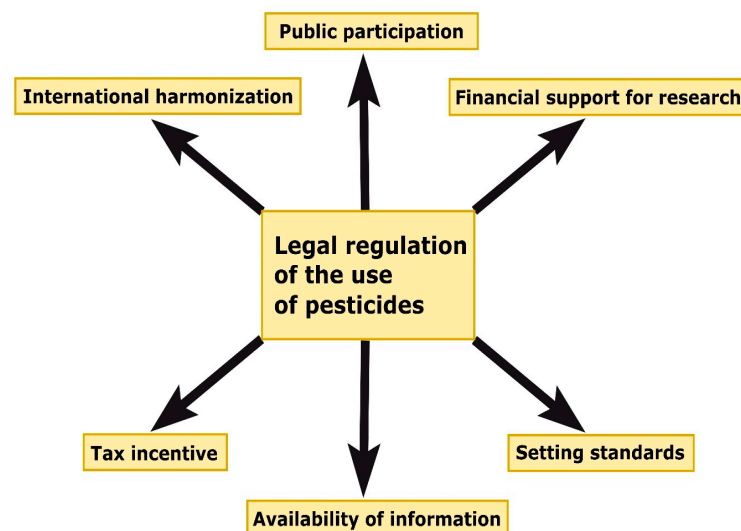 Public participation
International harmonization
Financial support for research
Legal regulation
of the use
of pesticides
Tax incentive
Setting standards
Availability of information